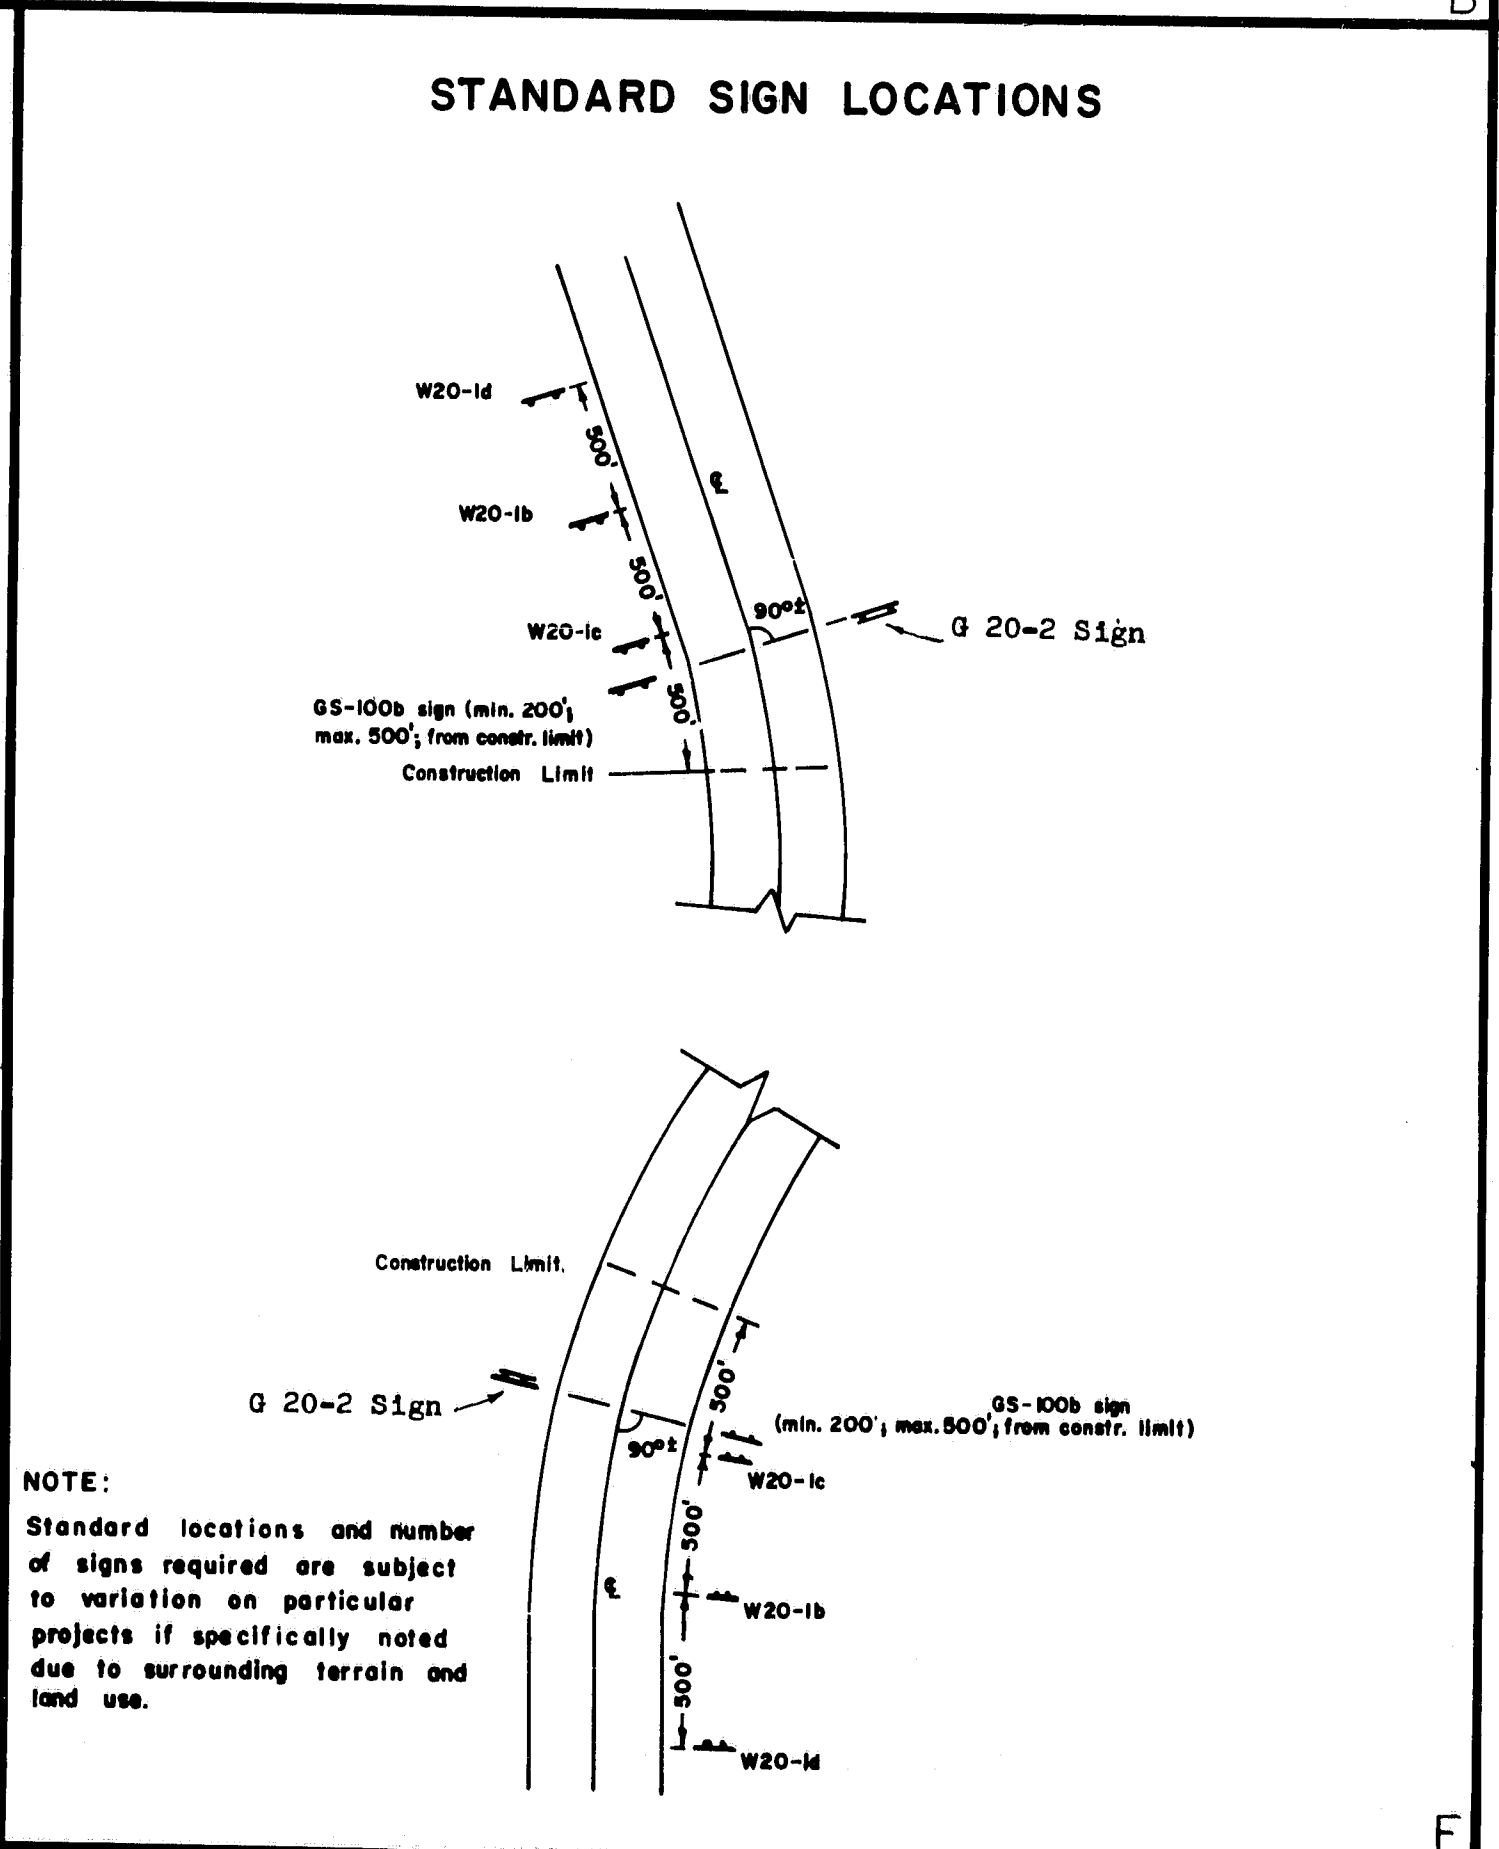 B
STANDARD SIGN LOCATIONS
W20-1d
500'
℄
W20-1b
500'
90°±
W20-1c
G 20-2 Sign
500'
GS-100b sign (min. 200';
max. 500'; from constr. limit)
Construction Limit
Construction Limit.
500'
G 20-2 Sign
GS-100b sign
(min. 200'; max. 500'; from constr. limit)
90°±
W20-1c
NOTE:
Standard locations and number
of signs required are subject
to variation on particular
projects if specifically noted
due to surrounding terrain and
land use.
500'
℄
W20-1b
500'
W20-1d